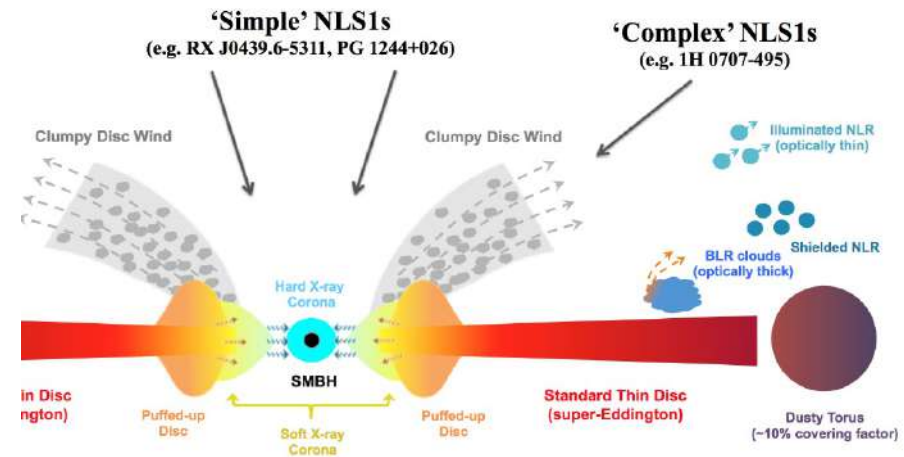 ‘Simple’ NLS1s
(e.g. RX J0439.6-5311, PG 1244+026)
‘Complex’ NLS1s
(e.g. 1H 0707-495)
Clumpy Disc Wind
Clumpy Disc Wind
Illuminated NLR
(optically thin)
Shielded NLR
BLR clouds
(optically thick)
Hard X-ray
Corona
SMBH
in Disc
ngton)
Puffed-up
Disc
Soft X-ray
Corona
Puffed-up
Disc
Standard Thin Disc
(super-Eddington)
Dusty Torus
(~10% covering factor)